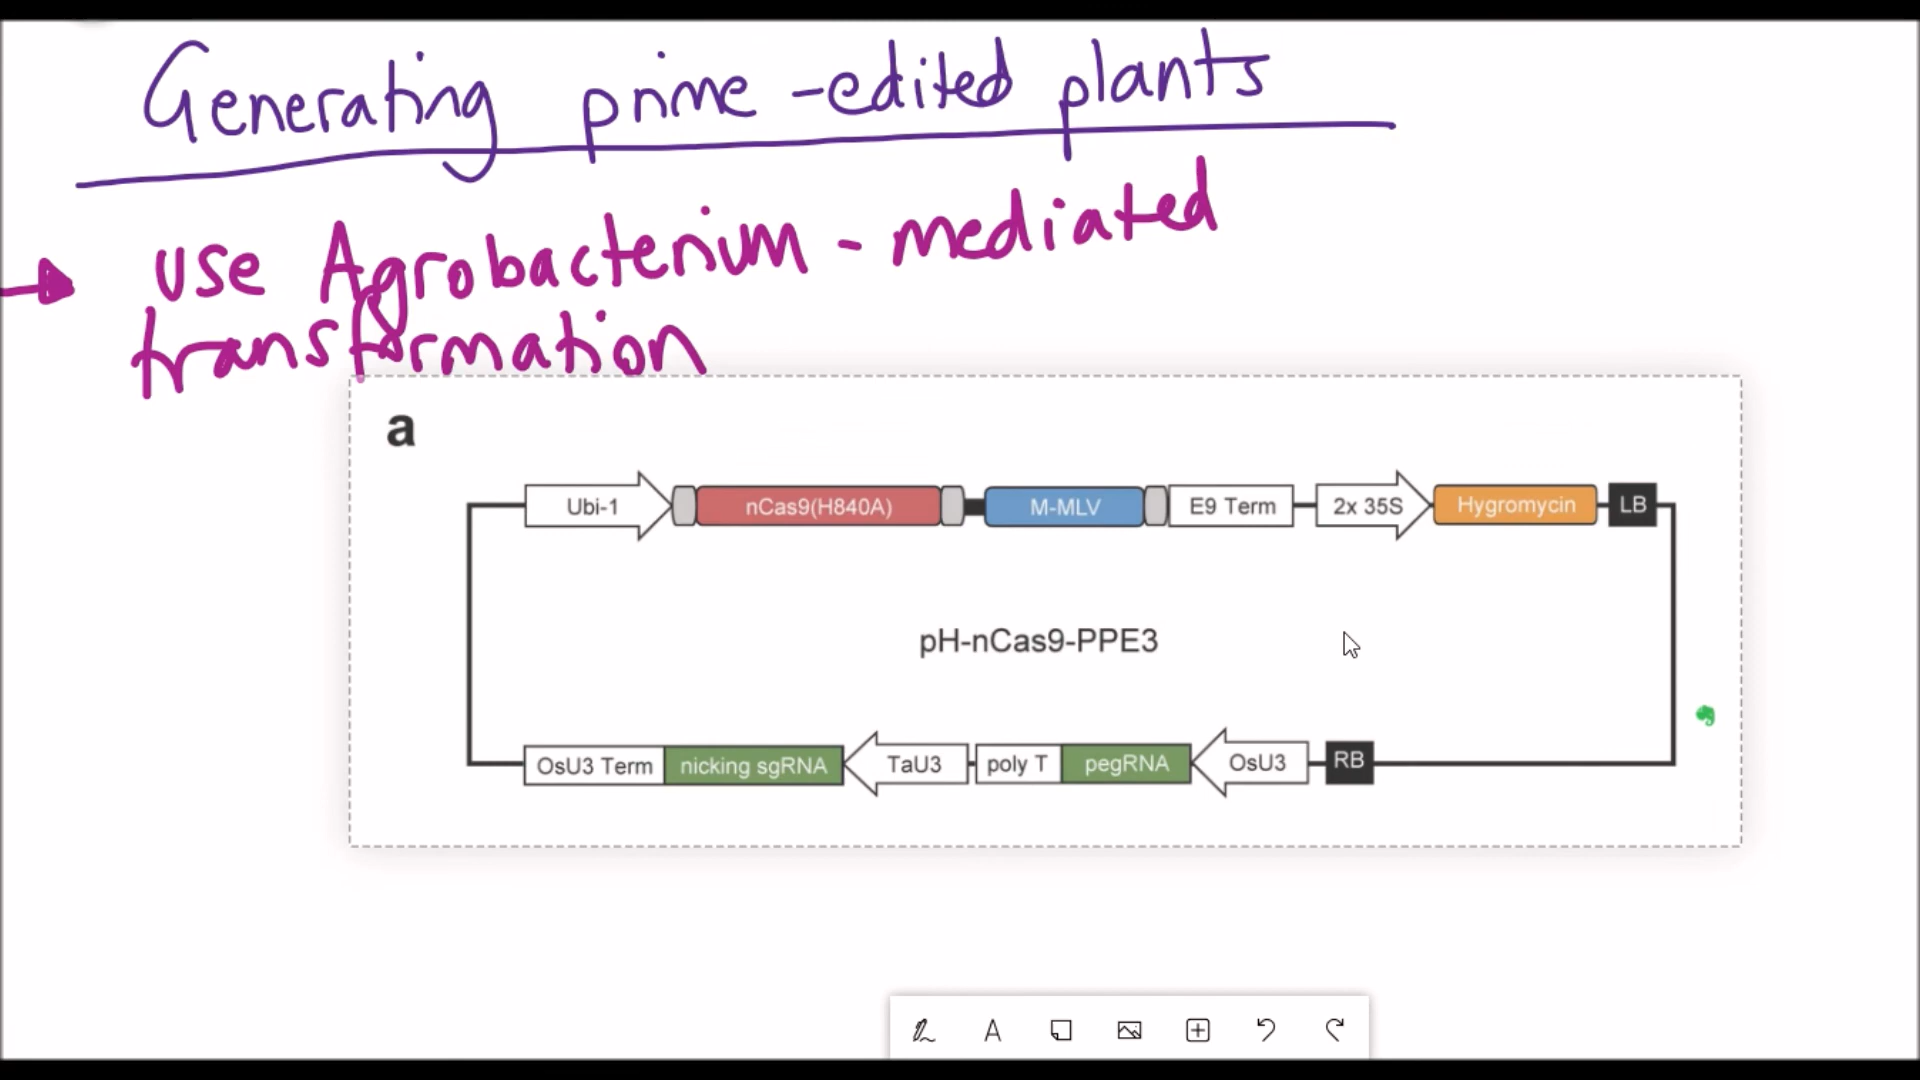 Generating prime-edited plants
use Agrobacterium-mediated
transformation
a
Ubi-1 nCas9(H840A) M-MLV E9 Term 2x 35S Hygromycin LB
pH-nCas9-PPE3
OsU3 Term nicking sgRNA TaU3 poly T pegRNA OsU3 RB
A